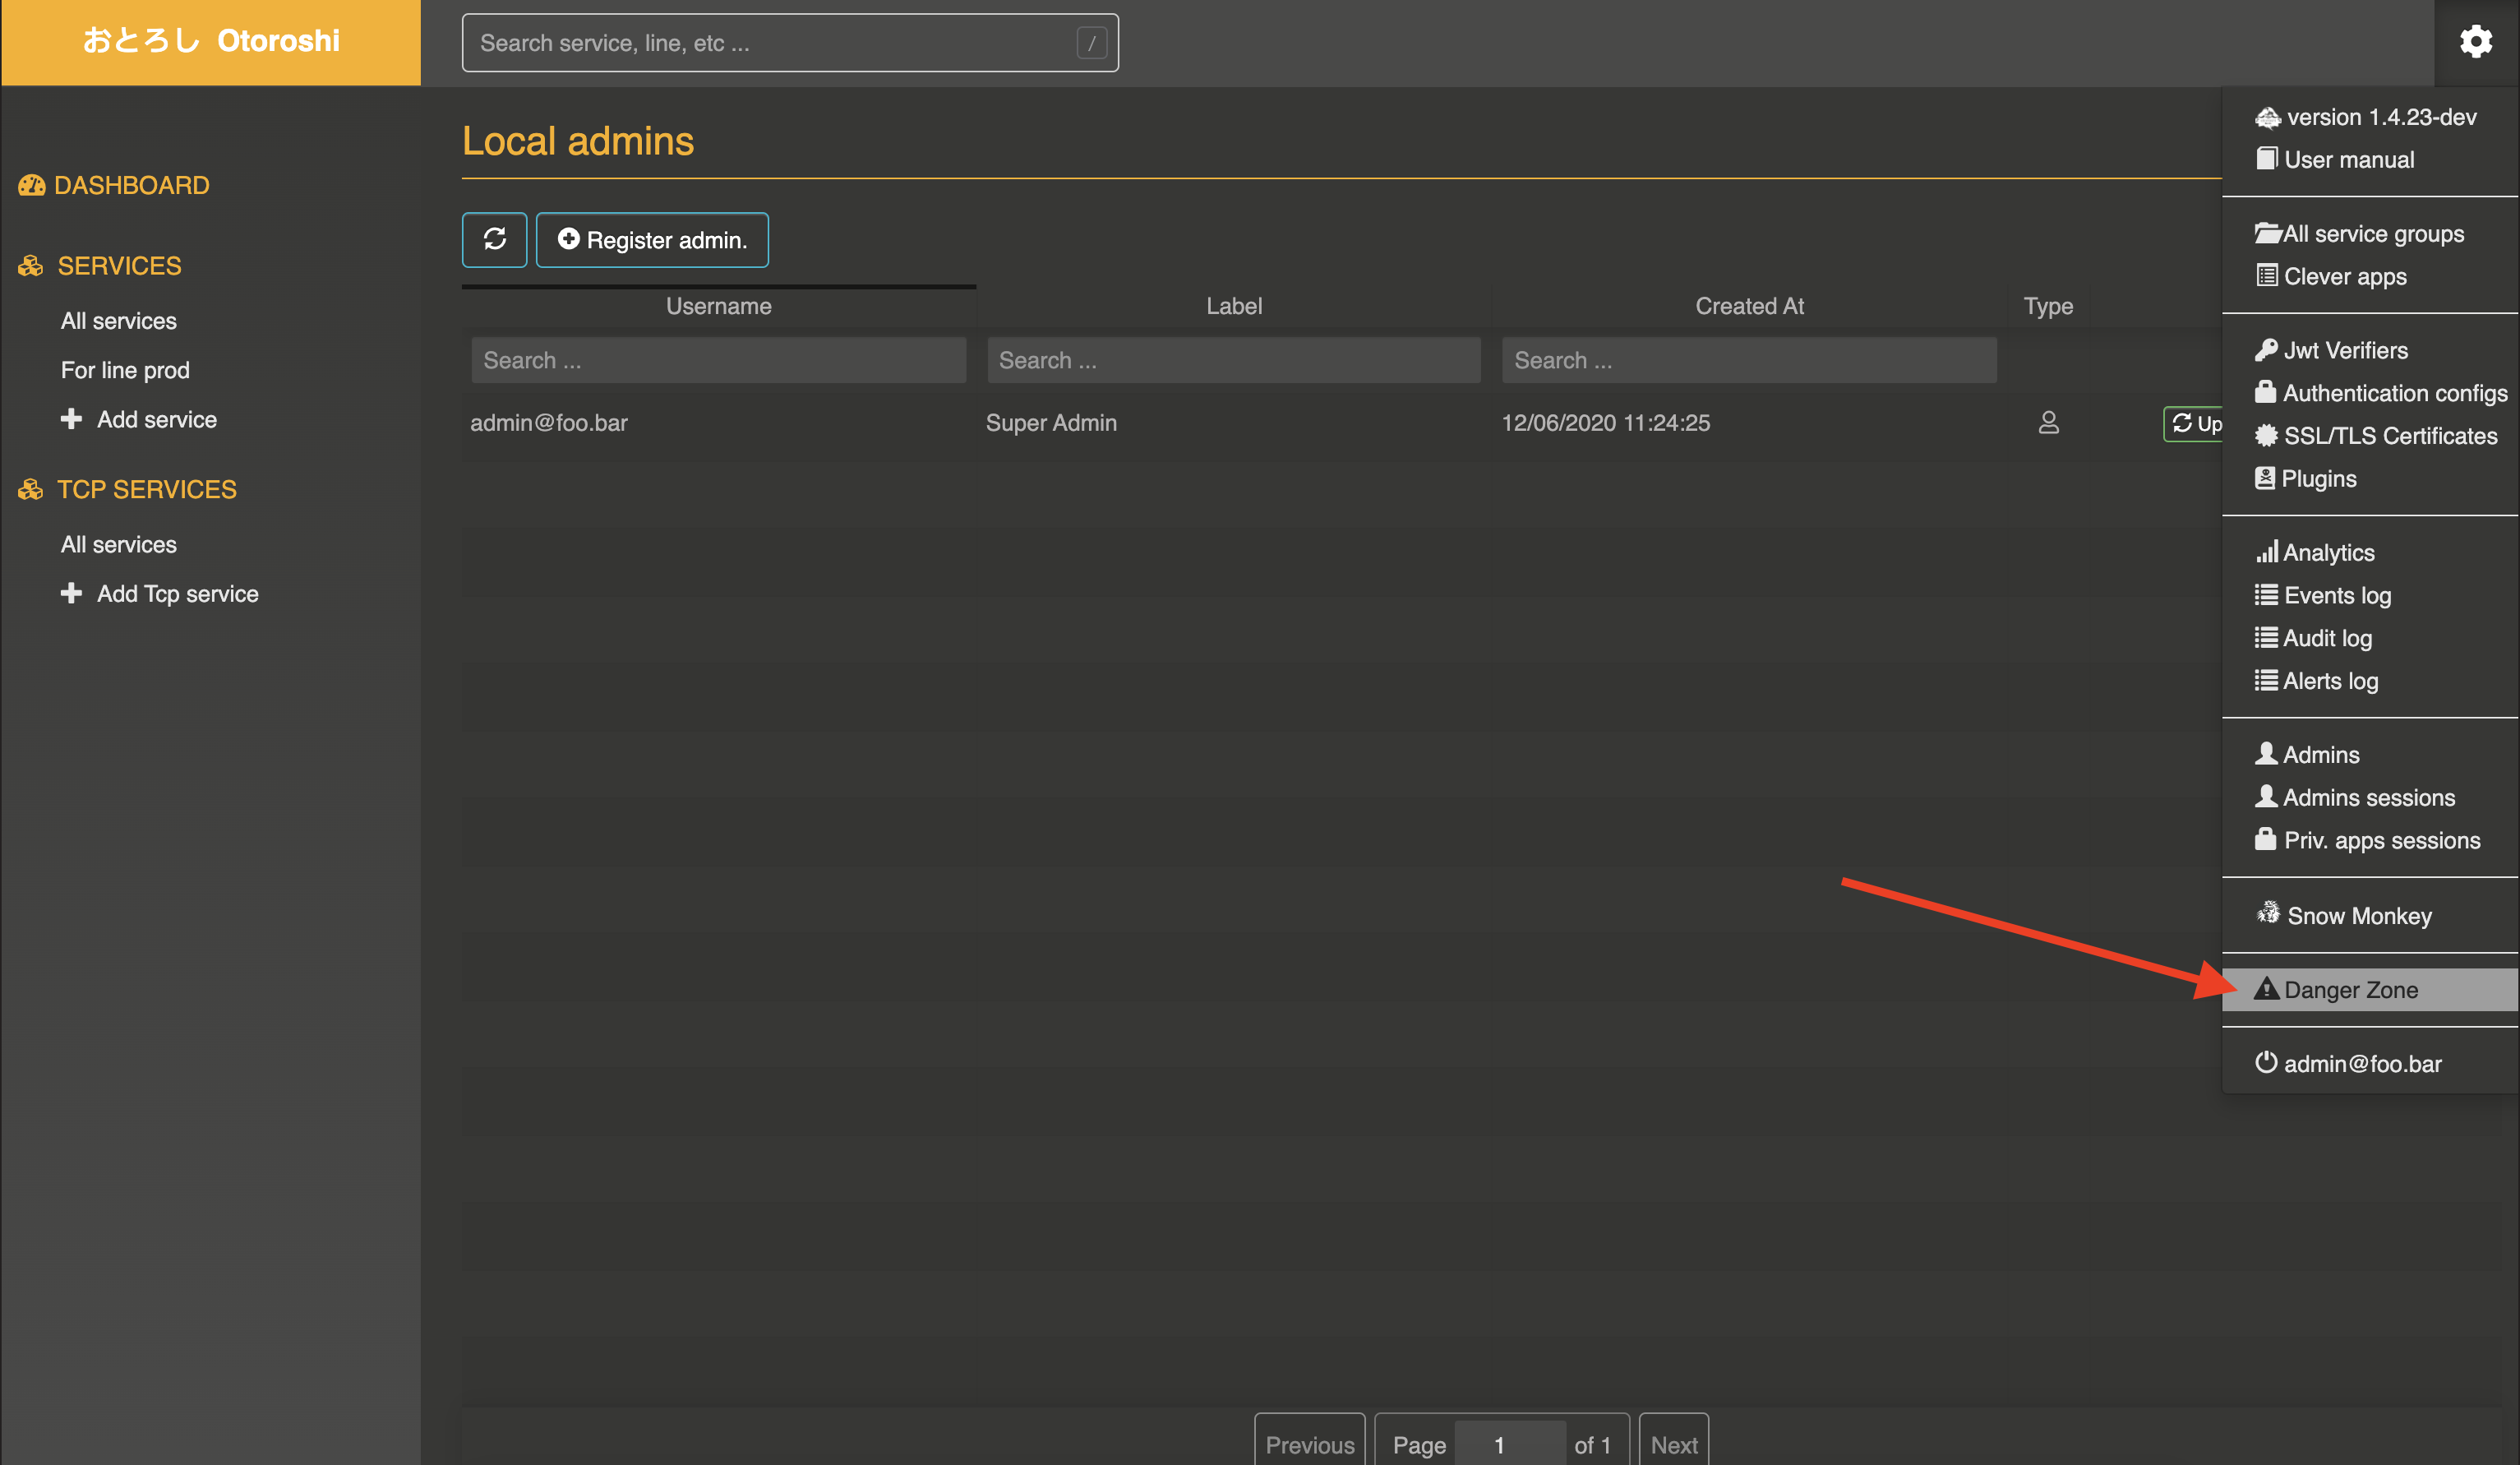 おとろし Otoroshi
Search service, line, etc ...
/
DASHBOARD
SERVICES
All services
For line prod
Add service
TCP SERVICES
All services
Add Tcp service
Local admins
Register admin.
Username Label Created At Type
Search ... Search ... Search ...
admin@foo.bar Super Admin 12/06/2020 11:24:25 Up
Previous Page 1 of 1 Next
version 1.4.23-dev
User manual
All service groups
Clever apps
Jwt Verifiers
Authentication configs
SSL/TLS Certificates
Plugins
Analytics
Events log
Audit log
Alerts log
Admins
Admins sessions
Priv. apps sessions
Snow Monkey
Danger Zone
admin@foo.bar